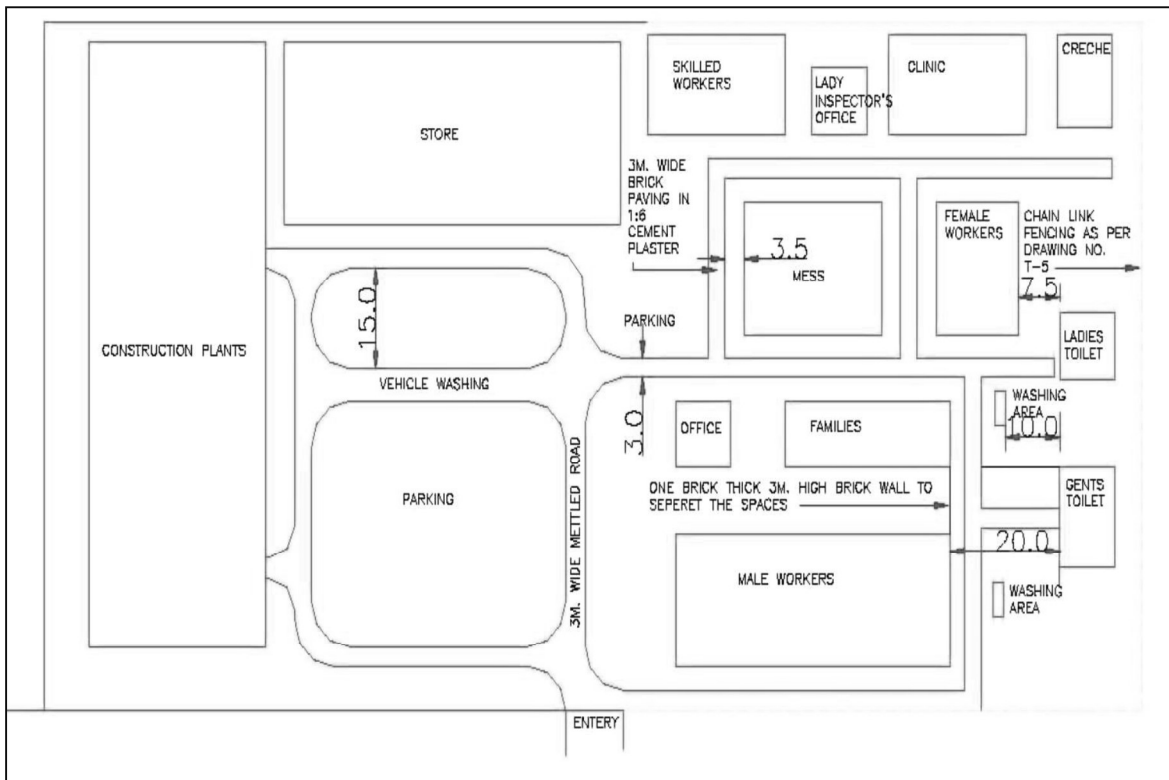 CRECHE
SKILLED
WORKERS
CLINIC
LADY
INSPECTOR'S
OFFICE
STORE
3M. WIDE
BRICK
PAVING IN
1:6
CEMENT
PLASTER
FEMALE
WORKERS
CHAIN LINK
FENCING AS PER
DRAWING NO.
T-5
3.5
MESS
7.5
15.0
PARKING
LADIES
TOILET
CONSTRUCTION PLANTS
VEHICLE WASHING
WASHING
AREA
10.0
3.0
OFFICE
FAMILIES
PARKING
3M. WIDE METTLED ROAD
ONE BRICK THICK 3M. HIGH BRICK WALL TO
SEPERET THE SPACES
GENTS
TOILET
20.0
MALE WORKERS
WASHING
AREA
ENTERY